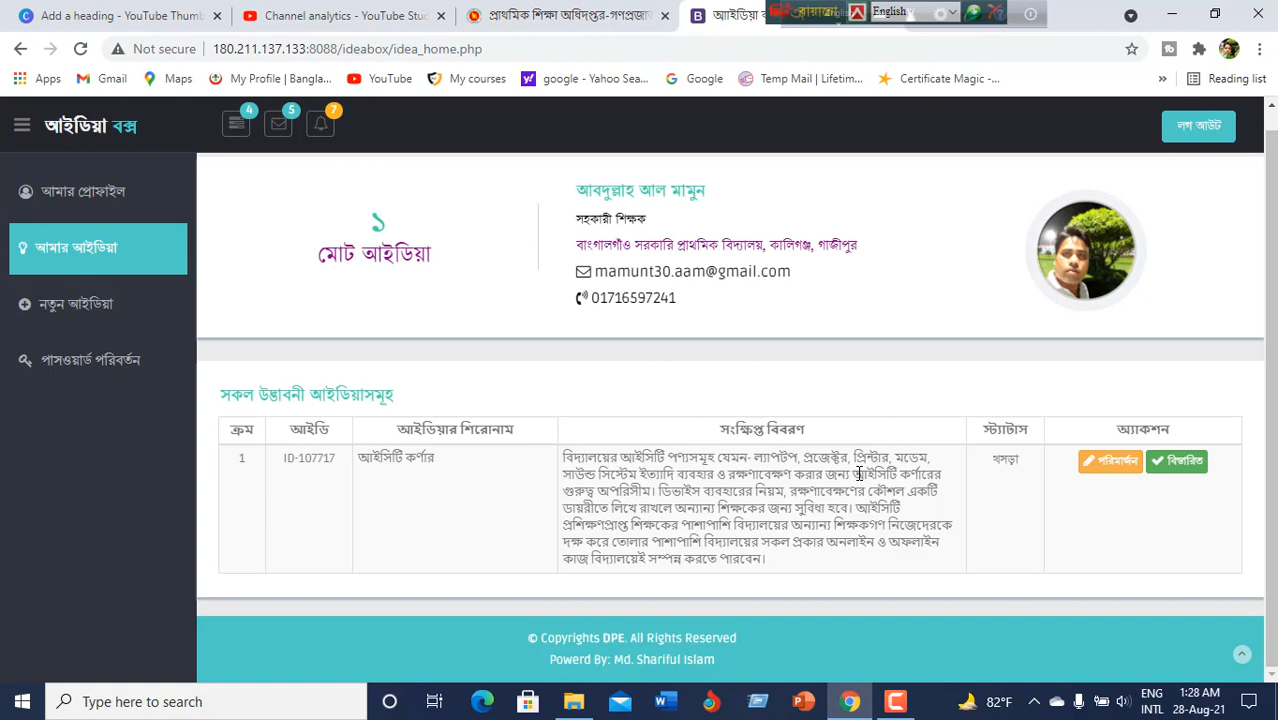 Add a heading - YouTube Thumb
Channel analytics - YouTube Stud
প্রাথমিক শিক্ষা অধিদপ্তর-গণপ্রজাত
English
Not secure
180.211.137.133:8088/ideabox/idea_home.php
Apps
Gmail
Maps
My Profile | Bangla...
YouTube
My courses
google - Yahoo Sea...
Google
Temp Mail | Lifetim...
Certificate Magic -...
»
Reading list
আইডিয়া বক্স
4
5
7
লগ আউট
আমার প্রোফাইল
আমার আইডিয়া
নতুন আইডিয়া
পাসওয়ার্ড পরিবর্তন
১
মোট আইডিয়া
আবদুল্লাহ আল মামুন
সহকারী শিক্ষক
বাংগালগাঁও সরকারি প্রাথমিক বিদ্যালয়, কালিগঞ্জ, গাজীপুর
mamunt30.aam@gmail.com
01716597241
সকল উদ্ভাবনী আইডিয়াসমূহ
ক্রম আইডি আইডিয়ার শিরোনাম সংক্ষিপ্ত বিবরণ স্ট্যাটাস অ্যাকশন
1 ID-107717 আইসিটি কর্ণার
বিদ্যালয়ের আইসিটি পণ্যসমূহ যেমন- ল্যাপটপ, প্রজেক্টর, প্রিন্টার, মডেম,
সাউন্ড সিস্টেম ইত্যাদি ব্যবহার ও রক্ষণাবেক্ষণ করার জন্য আইসিটি কর্ণারের
গুরুত্ব অপরিসীম। ডিভাইস ব্যবহারের নিয়ম, রক্ষণাবেক্ষণের কৌশল একটি
ডায়রীতে লিখে রাখলে অন্যান্য শিক্ষকের জন্য সুবিধা হবে। আইসিটি
প্রশিক্ষণপ্রাপ্ত শিক্ষকের পাশাপাশি বিদ্যালয়ের অন্যান্য শিক্ষকগণ নিজেদেরকে
দক্ষ করে তোলার পাশাপাশি বিদ্যালয়ের সকল প্রকার অনলাইন ও অফলাইন
কাজ বিদ্যালয়েই সম্পন্ন করতে পারবেন।
খসড়া
পরিমার্জন
বিস্তারিত
© Copyrights DPE. All Rights Reserved
Powerd By: Md. Shariful Islam
Type here to search
82°F
ENG
INTL
1:28 AM
28-Aug-21